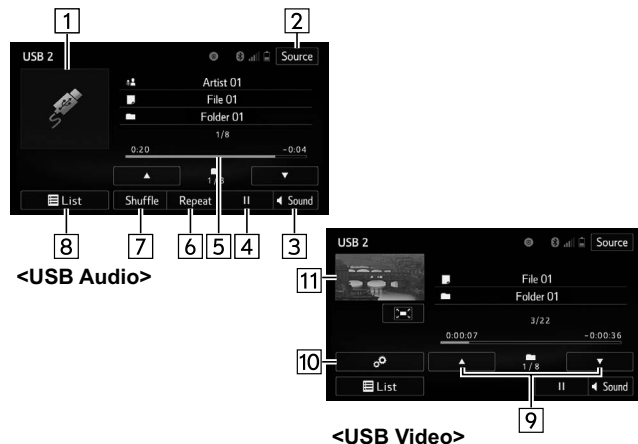 1
2
USB 2
Source
Artist 01
File 01
Folder 01
1/8
0:20
-0:04
▲
1/8
▼
List
Shuffle
Repeat
II
Sound
8
7
6
5
4
3
<USB Audio>
USB 2
Source
11
File 01
Folder 01
3/22
0:00:07
-0:00:36
10
▲
1/8
▼
List
II
Sound
9
<USB Video>